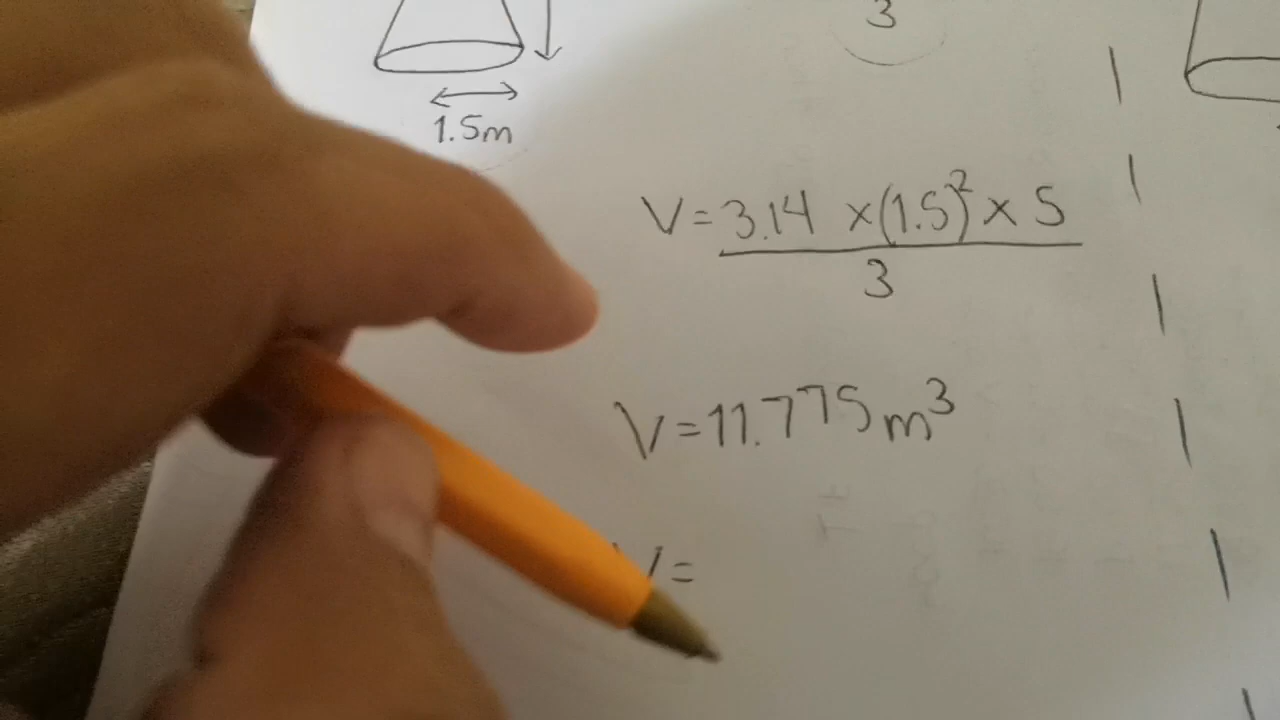 3
1.5m
V = 3.14 × (1.5)² × 5
3
V = 11.775 m³
V =